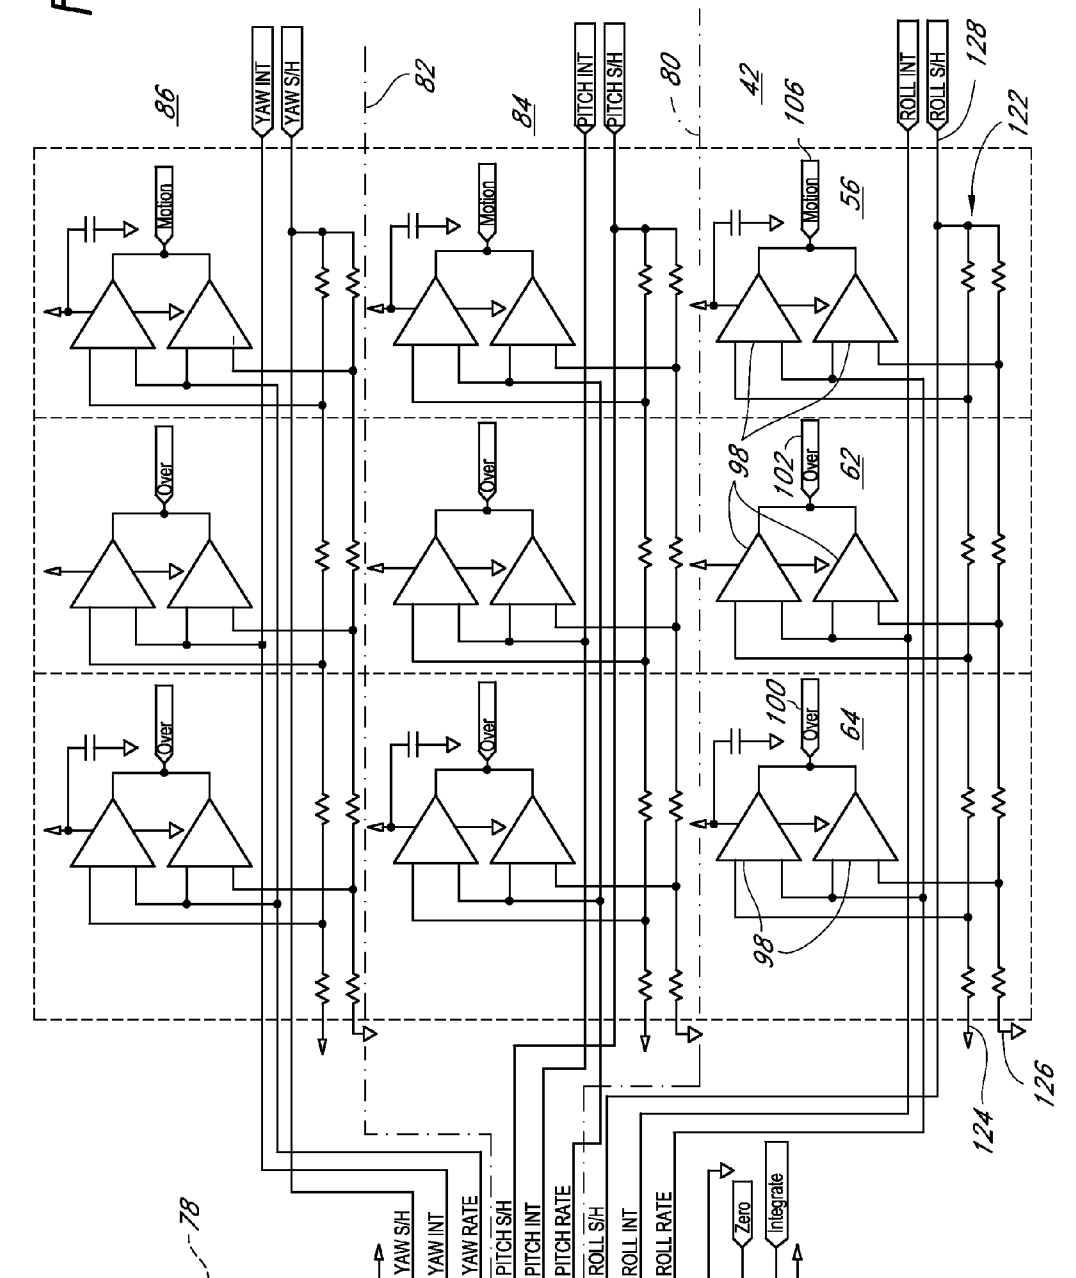 F
86
YAW INT
YAW S/H
82
84
PITCH INT
PITCH S/H
80
42
106
ROLL INT
ROLL S/H
128
122
Motion
Motion
Motion
56
Over
Over
98
102
Over
62
Over
Over
100
Over
64
98
124
126
78
YAW S/H
YAW INT
YAW RATE
PITCH S/H
PITCH INT
PITCH RATE
ROLL S/H
ROLL INT
ROLL RATE
Zero
Integrate